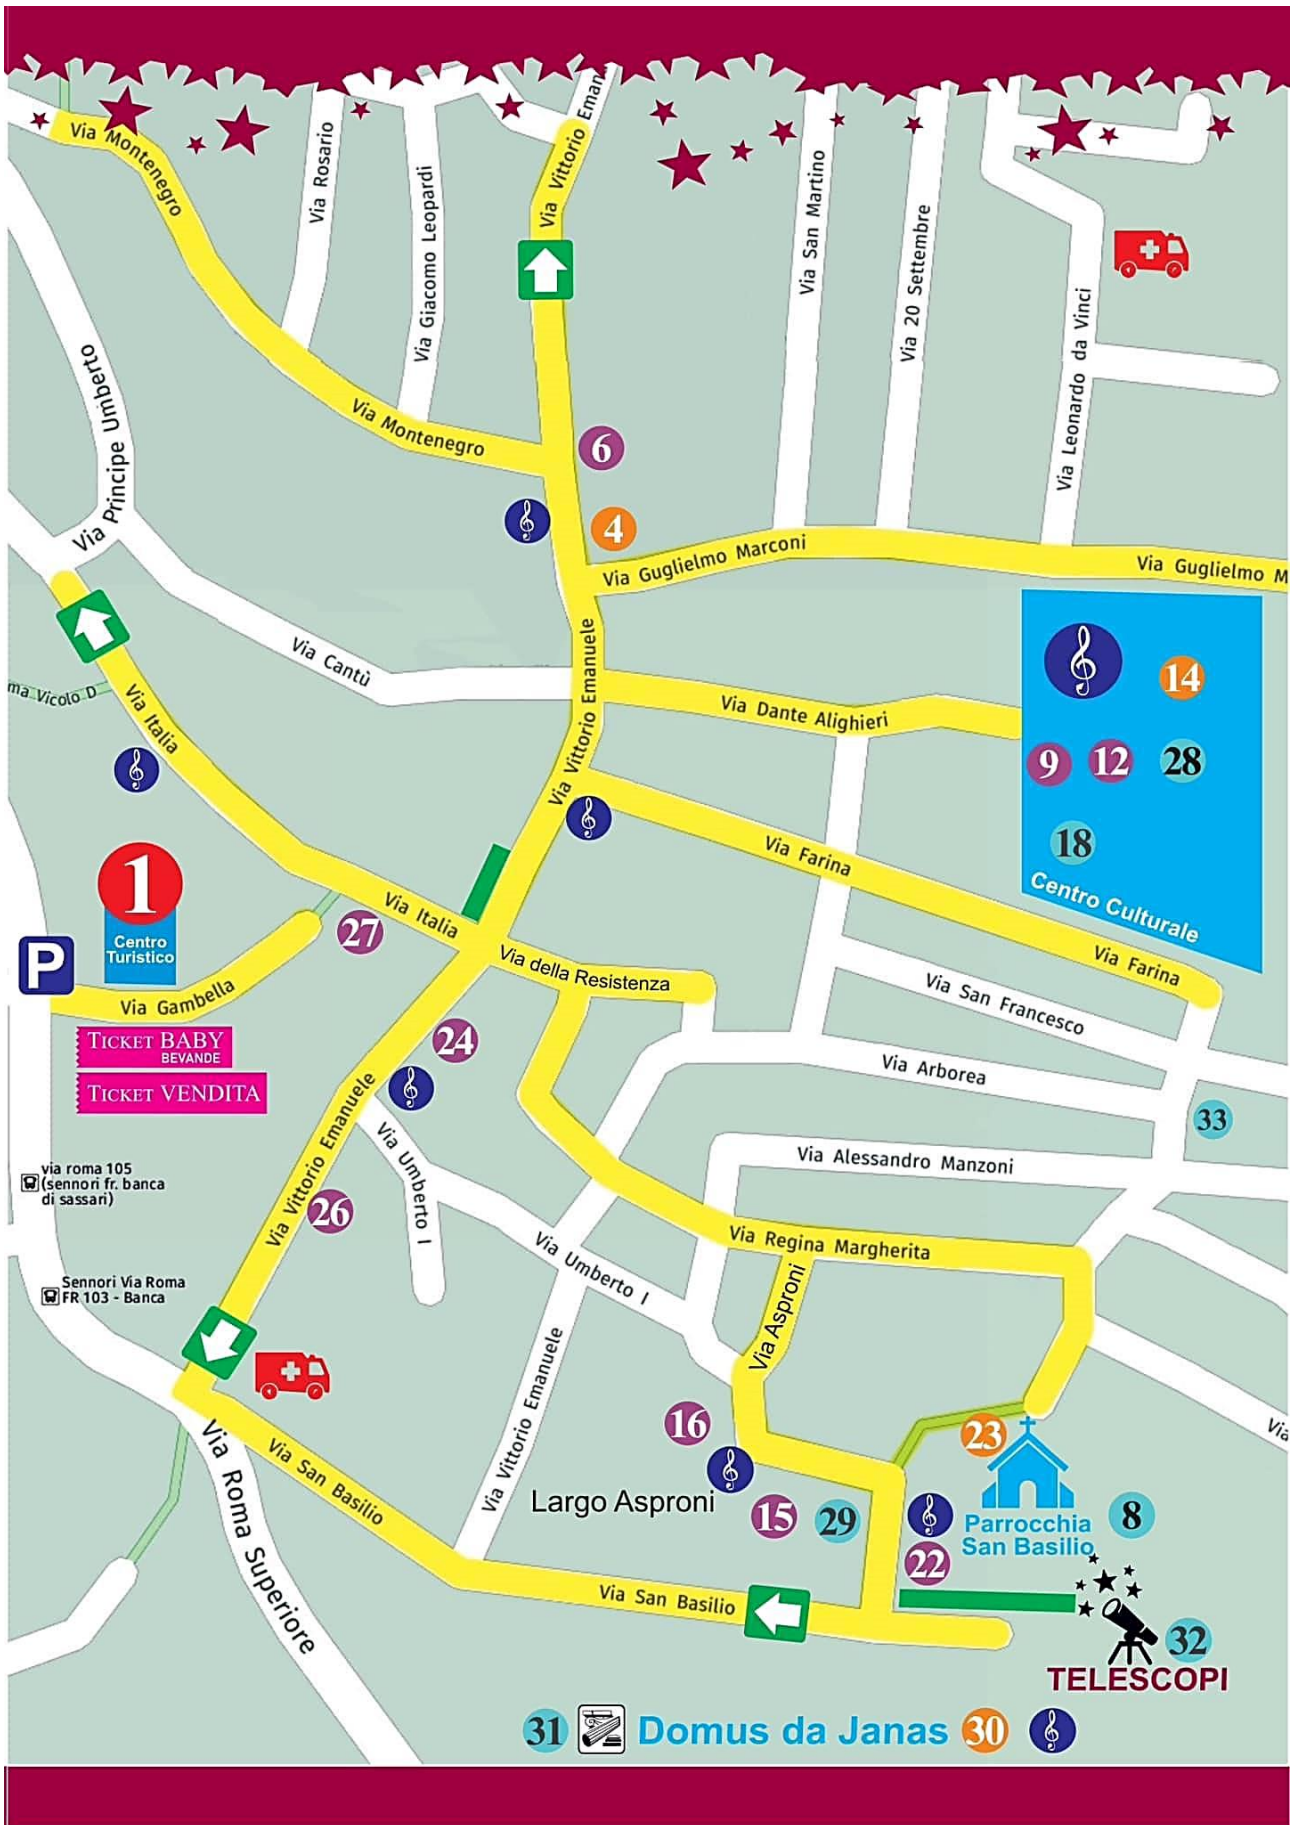 Via Montenegro
Via Rosario
Via Giacomo Leopardi
Via Vittorio Eman
Via San Martino
Via 20 Settembre
Via Leonardo da Vinci
Via Principe Umberto
Via Montenegro
6
4
Via Guglielmo Marconi
Via Guglielmo M
Via Cantù
Via Vittorio Emanuele
ma Vicolo D
Via Italia
Via Dante Alighieri
14
9
12
28
18
Centro Culturale
Via Farina
Via Farina
1
Centro
Turistico
P
Via Gambella
27
Via Italia
Via della Resistenza
Via San Francesco
TICKET BABY
BEVANDE
TICKET VENDITA
24
Via Arborea
33
Via Vittorio Emanuele
Via Umberto I
Via Alessandro Manzoni
via roma 105
(sennori fr. banca
di sassari)
26
Via Umberto I
Via Regina Margherita
Sennori Via Roma
FR 103 - Banca
Via Asproni
Via Vittorio Emanuele
Via
16
23
Via San Basilio
Via Roma Superiore
Largo Asproni
15
29
22
Parrocchia
San Basilio
8
Via San Basilio
32
TELESCOPI
31
Domus da Janas
30